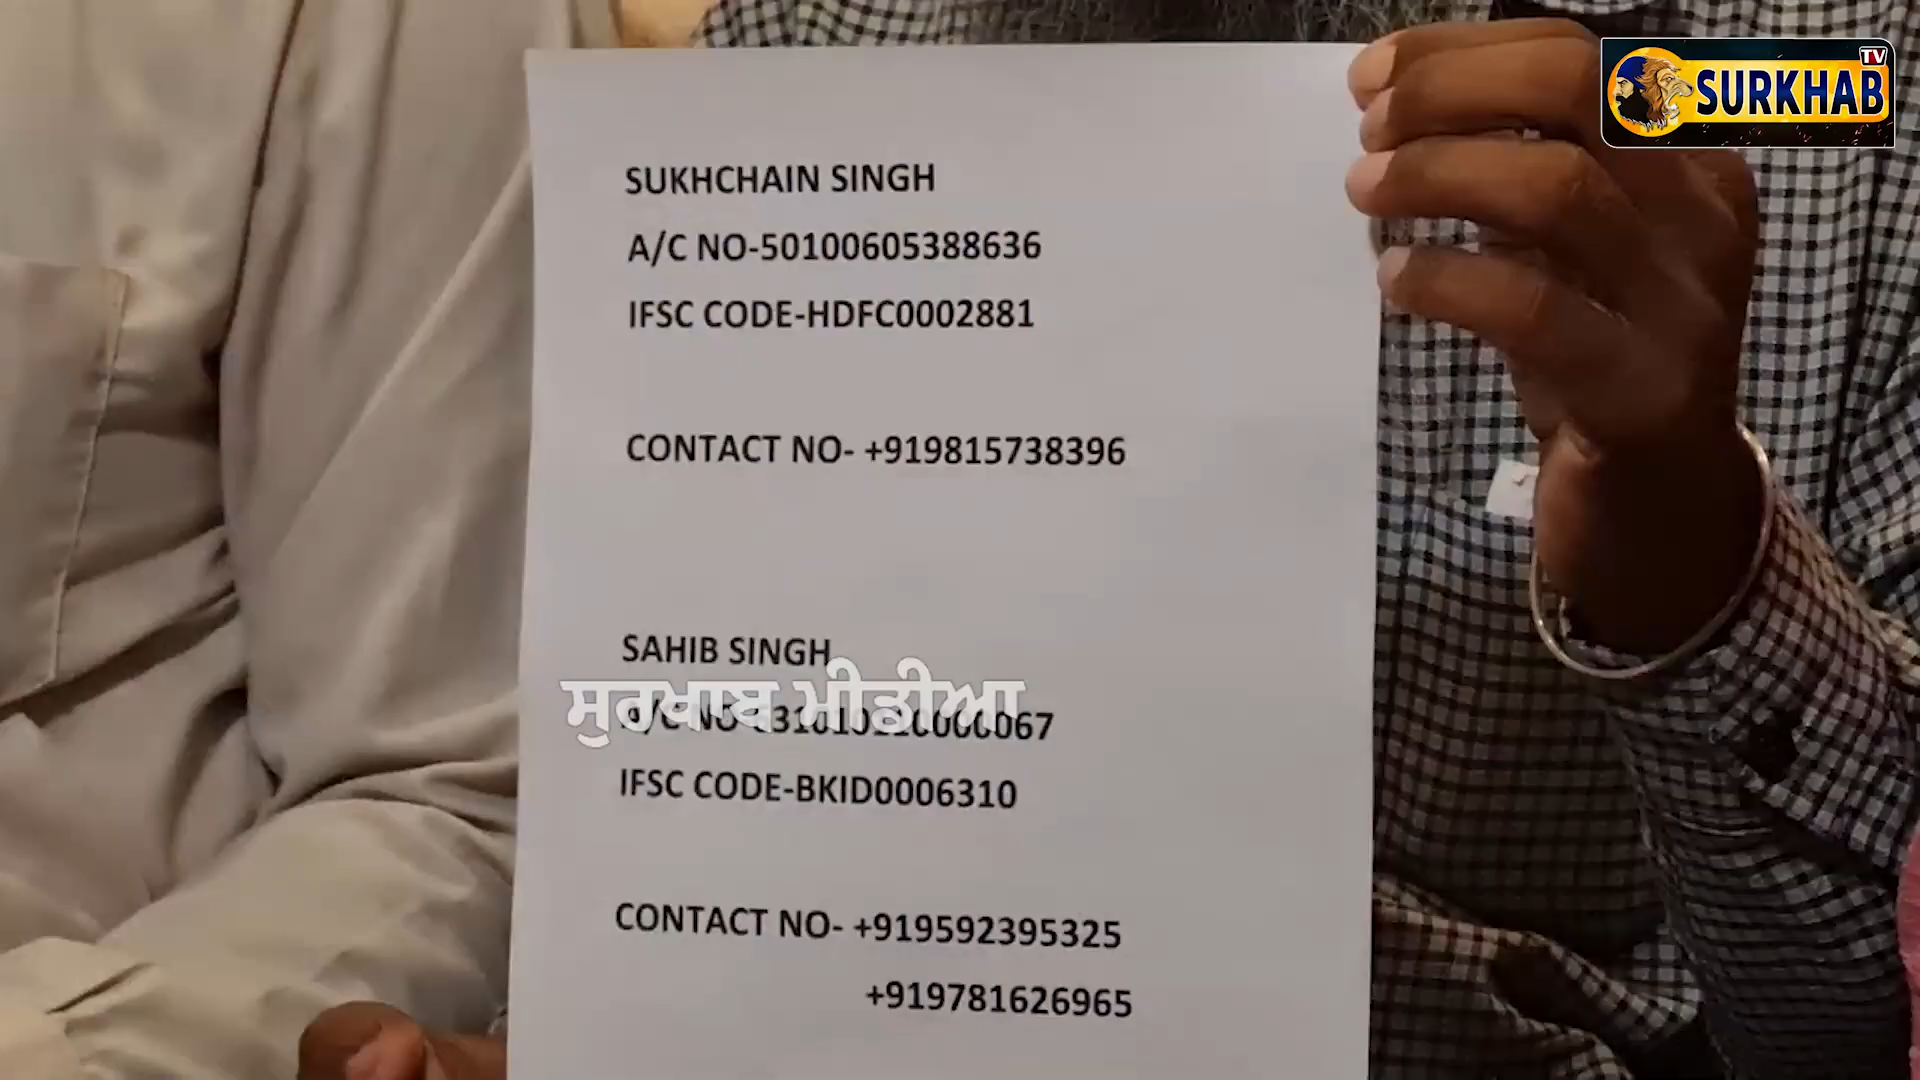 TV
SURKHAB
SUKHCHAIN SINGH
A/C NO-50100605388636
IFSC CODE-HDFC0002881
CONTACT NO- +919815738396
SAHIB SINGH
ਸੁਰਖਾਬ ਮੀਡੀਆ
A/C NO
IFSC CODE-BKID0006310
CONTACT NO- +919592395325
+919781626965